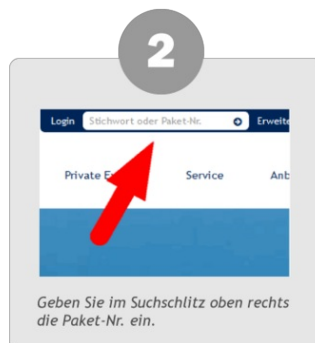 2
Login Stichwort oder Paket-Nr. Erweite
Private E Service Anb
Geben Sie im Suchschlitz oben rechts
die Paket-Nr. ein.